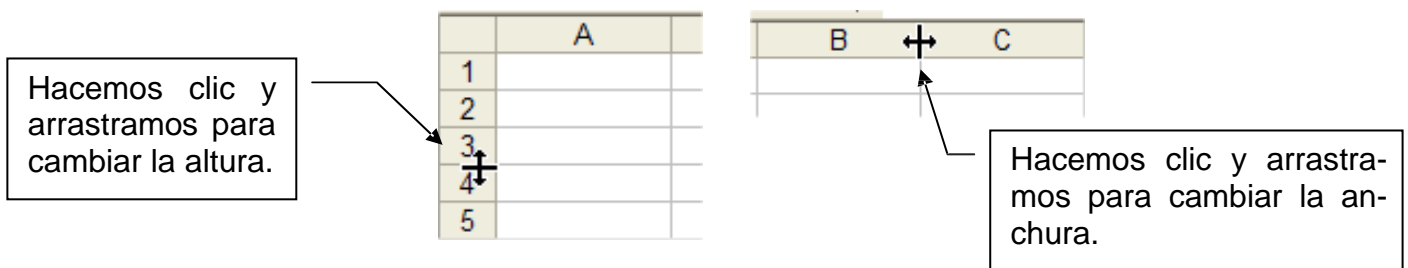 Hacemos clic y
arrastramos para
cambiar la altura.
A
1
2
3
4
5
B C
Hacemos clic y arrastra-
mos para cambiar la an-
chura.